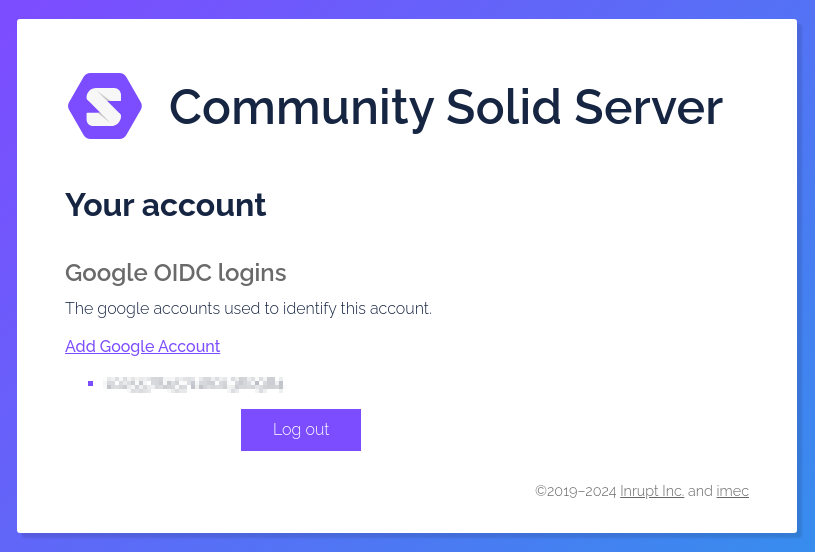 Community Solid Server
Your account
Google OIDC logins
The google accounts used to identify this account.
Add Google Account
Log out
©2019–2024 Inrupt Inc. and imec